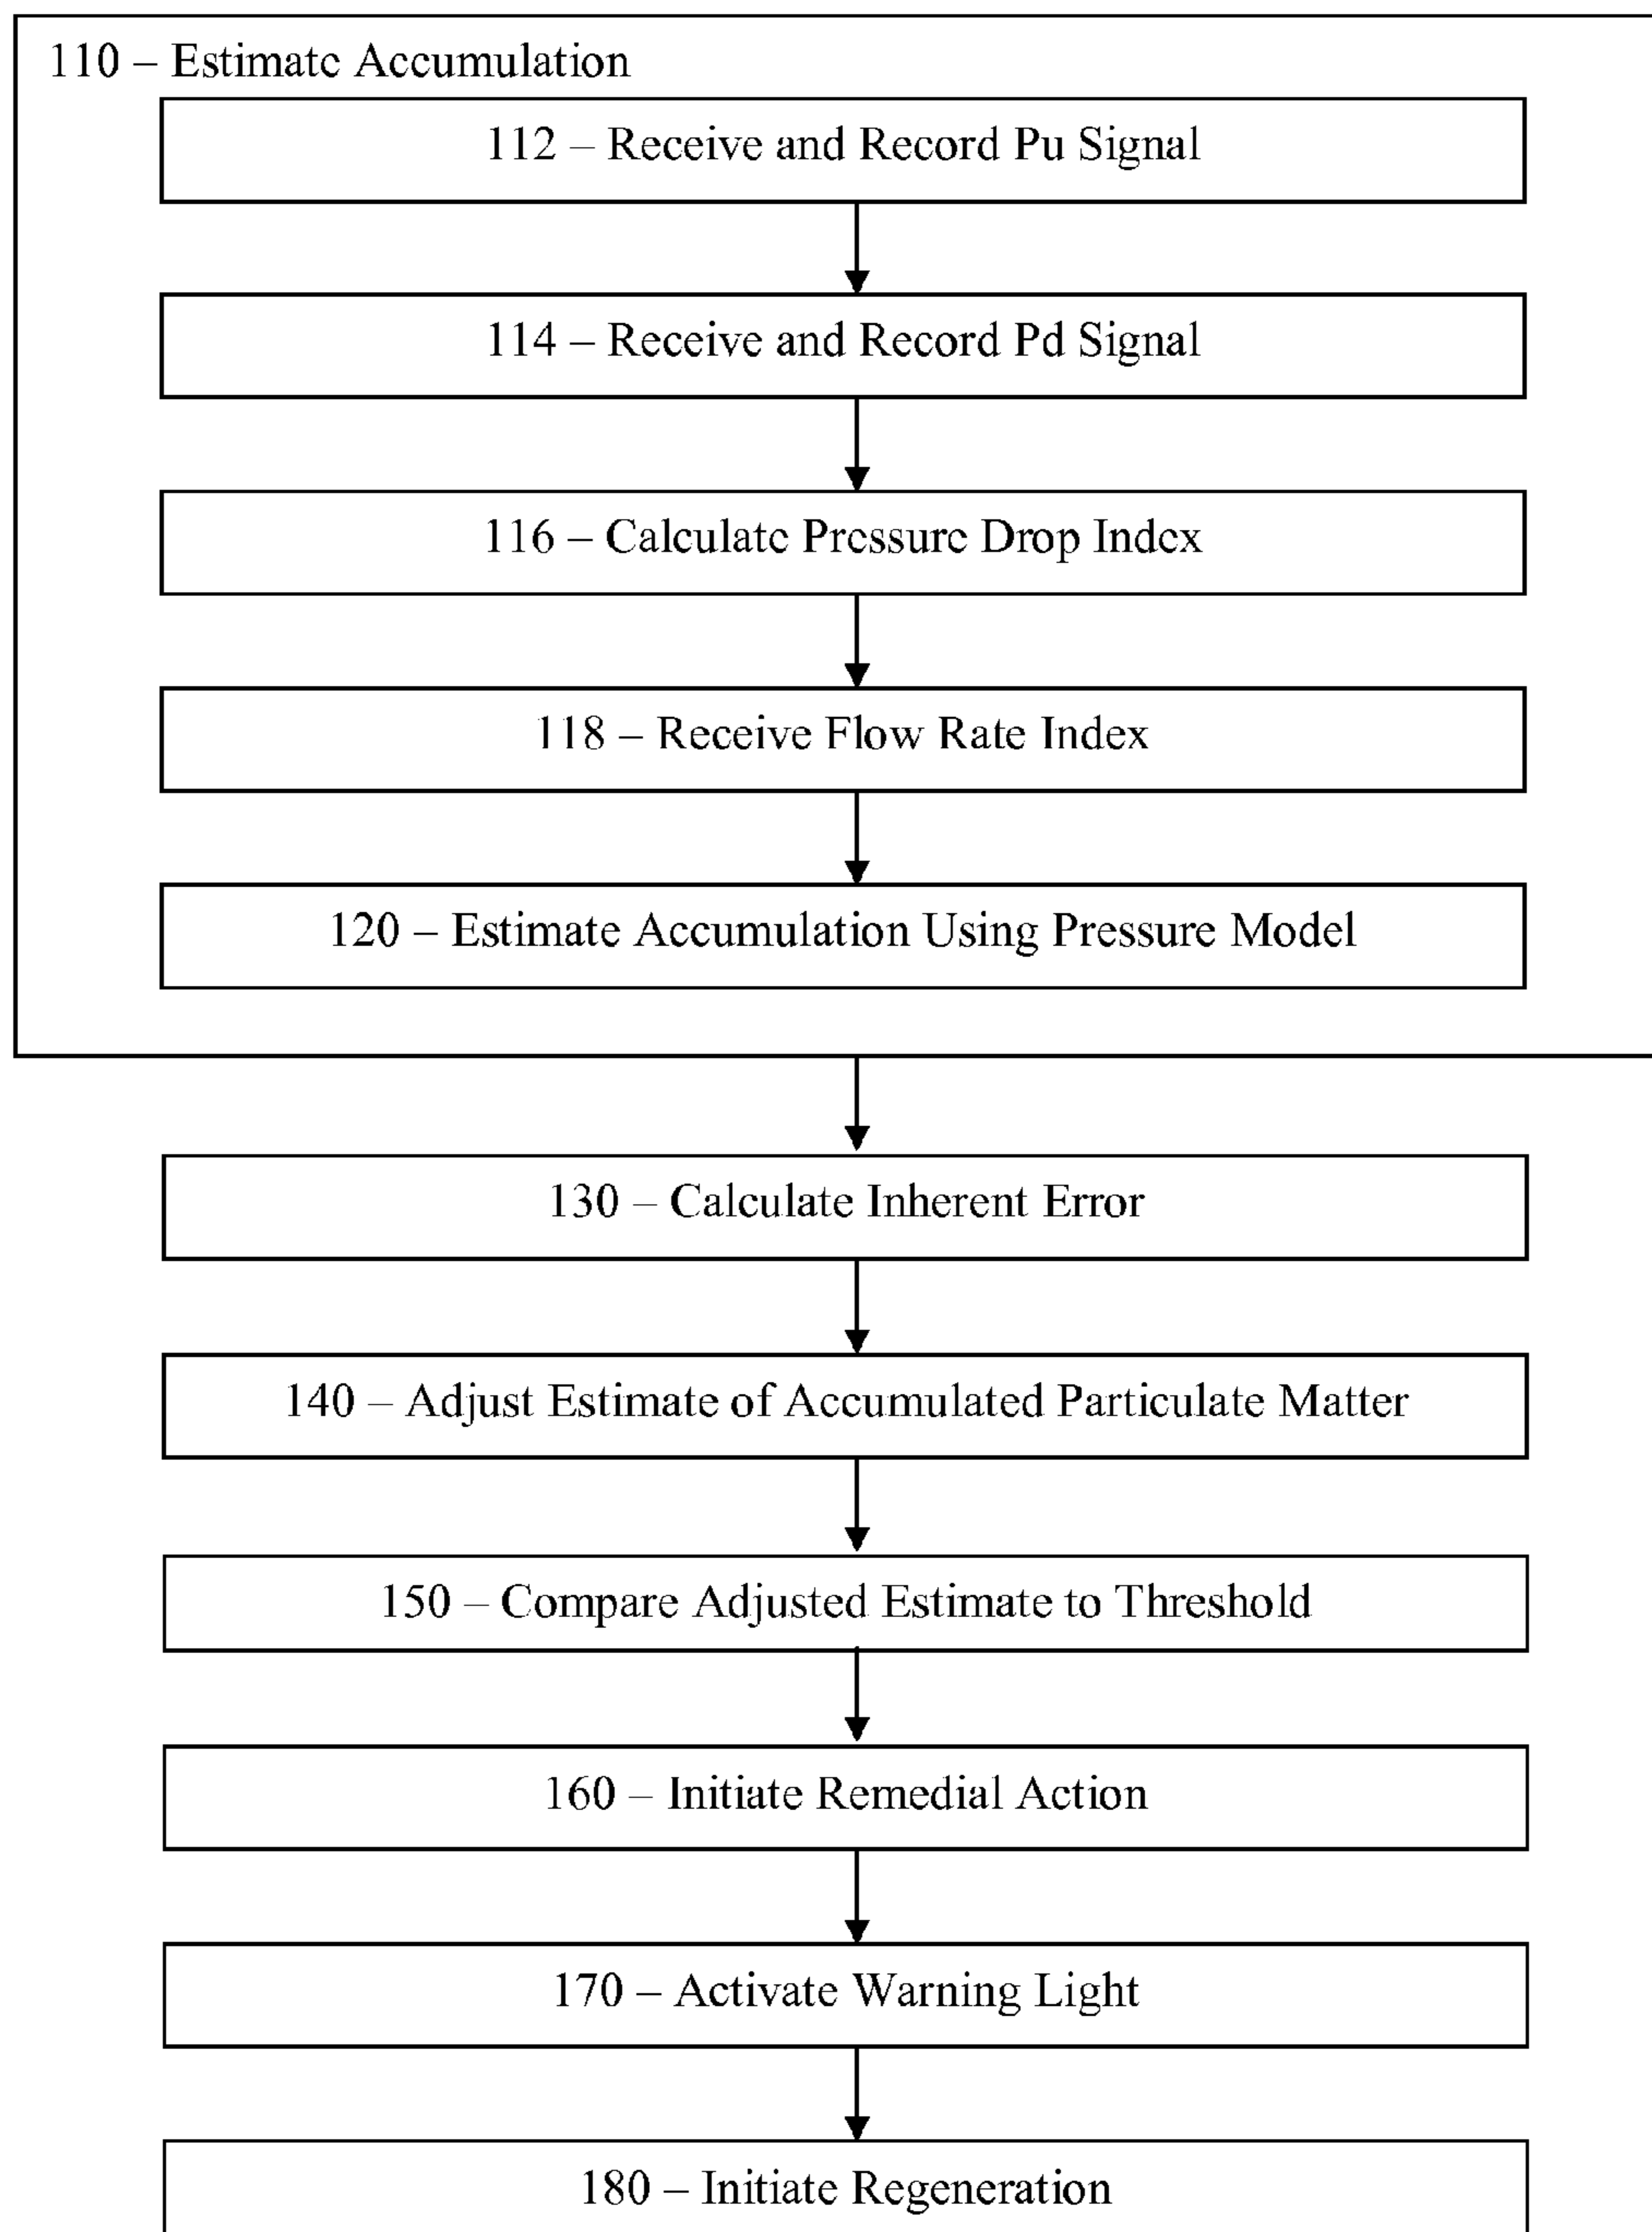 110 – Estimate Accumulation
112 – Receive and Record Pu Signal
114 – Receive and Record Pd Signal
116 – Calculate Pressure Drop Index
118 – Receive Flow Rate Index
120 – Estimate Accumulation Using Pressure Model
130 – Calculate Inherent Error
140 – Adjust Estimate of Accumulated Particulate Matter
150 – Compare Adjusted Estimate to Threshold
160 – Initiate Remedial Action
170 – Activate Warning Light
180 – Initiate Regeneration